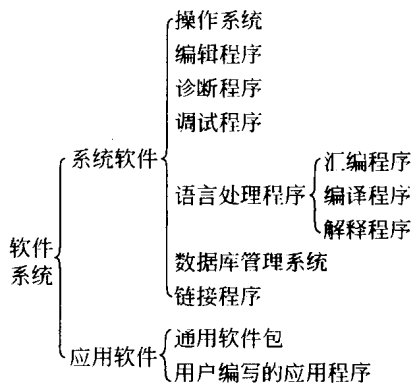 操作系统
编辑程序
诊断程序
调试程序
系统软件
语言处理程序
汇编程序
编译程序
解释程序
软件
系统
数据库管理系统
链接程序
应用软件
通用软件包
用户编写的应用程序